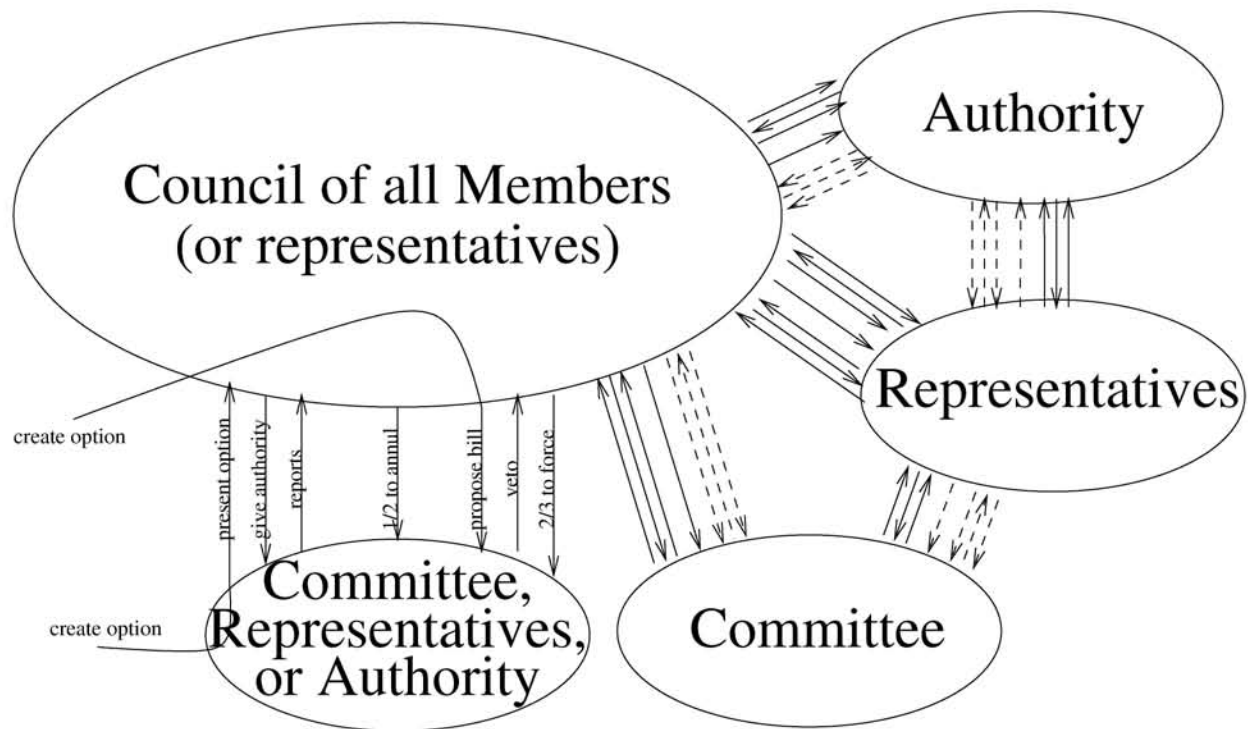 Authority
Council of all Members
(or representatives)
Representatives
create option
present option
give authority
reports
1/2 to annul
propose bill
veto
2/3 to force
Committee,
Representatives,
or Authority
Committee
create option